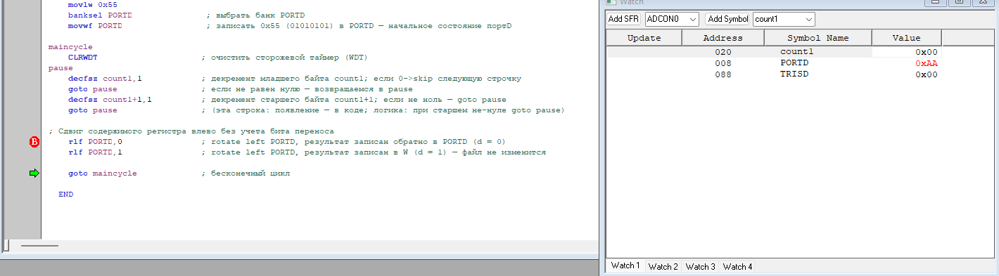 Watch
movlw 0x55
banksel PORTD ; выбрать банк PORTD
movwf PORTD ; записать 0x55 (01010101) в PORTD — начальное состояние портD
maincycle
CLRWDT ; очистить сторожевой таймер (WDT)
pause
decfsz count1,1 ; декремент младшего байта count1; если 0->skip следующую строчку
goto pause ; если не равен нулю — возвращаемся в pause
decfsz count1+1,1 ; декремент старшего байта count1+1; если не ноль — goto pause
goto pause ; (эта строка: появление — в коде; логика: при старшем не-нуле goto pause)
; Сдвиг содержимого регистра влево без учета бита переноса
B rlf PORTD,0 ; rotate left PORTD, результат записан обратно в PORTD (d = 0)
rlf PORTD,1 ; rotate left PORTD, результат записан в W (d = 1) — файл не изменится
goto maincycle ; бесконечный цикл
END
Add SFR ADCON0 Add Symbol count1
Update Address Symbol Name Value
020 count1 0x00
008 PORTD 0xAA
088 TRISD 0x00
Watch 1 Watch 2 Watch 3 Watch 4